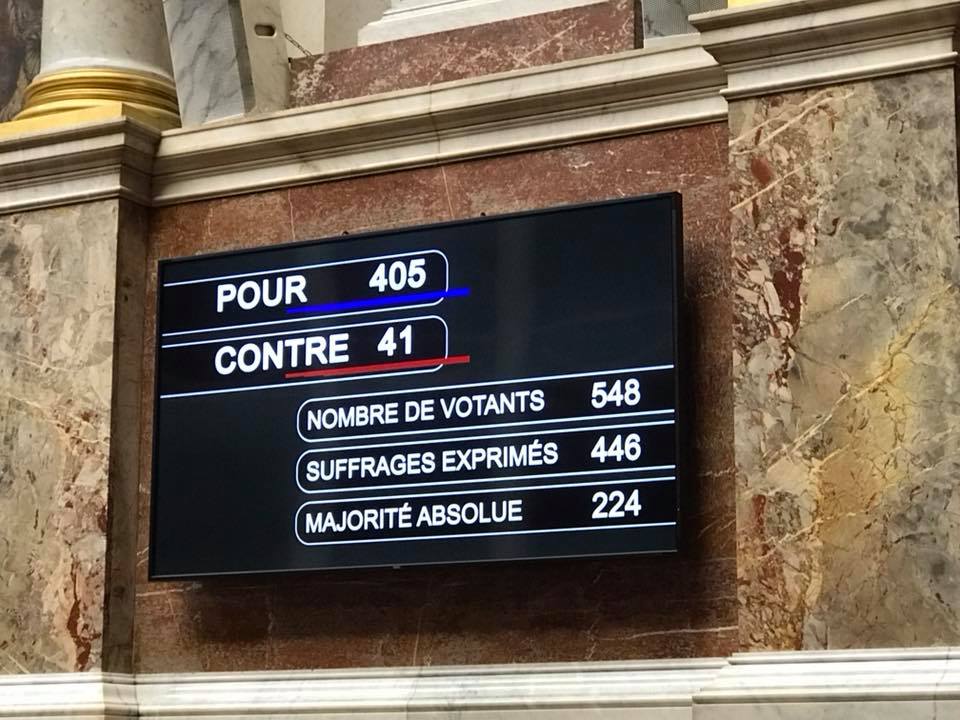 POUR 405
CONTRE 41
NOMBRE DE VOTANTS 548
SUFFRAGES EXPRIMÉS 446
MAJORITÉ ABSOLUE 224